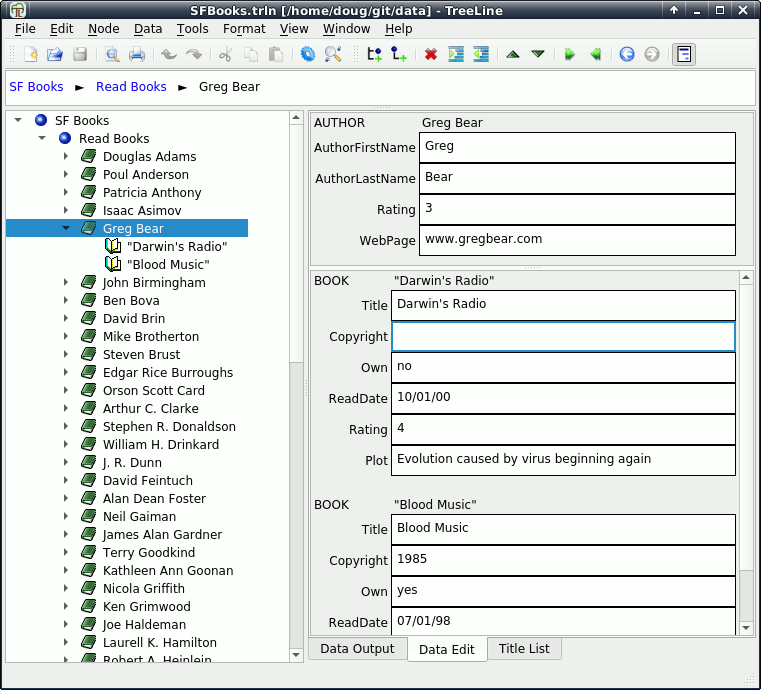 SFBooks.trln [/home/doug/git/data] - TreeLine
File Edit Node Data Tools Format View Window Help
SF Books ► Read Books ► Greg Bear
SF Books
Read Books
Douglas Adams
Poul Anderson
Patricia Anthony
Isaac Asimov
Greg Bear
"Darwin's Radio"
"Blood Music"
John Birmingham
Ben Bova
David Brin
Mike Brotherton
Steven Brust
Edgar Rice Burroughs
Orson Scott Card
Arthur C. Clarke
Stephen R. Donaldson
William H. Drinkard
J. R. Dunn
David Feintuch
Alan Dean Foster
Neil Gaiman
James Alan Gardner
Terry Goodkind
Kathleen Ann Goonan
Nicola Griffith
Ken Grimwood
Joe Haldeman
Laurell K. Hamilton
Robert A. Heinlein
AUTHOR Greg Bear
AuthorFirstName Greg
AuthorLastName Bear
Rating 3
WebPage www.gregbear.com
BOOK "Darwin's Radio"
Title Darwin's Radio
Copyright
Own no
ReadDate 10/01/00
Rating 4
Plot Evolution caused by virus beginning again
BOOK "Blood Music"
Title Blood Music
Copyright 1985
Own yes
ReadDate 07/01/98
Data Output Data Edit Title List